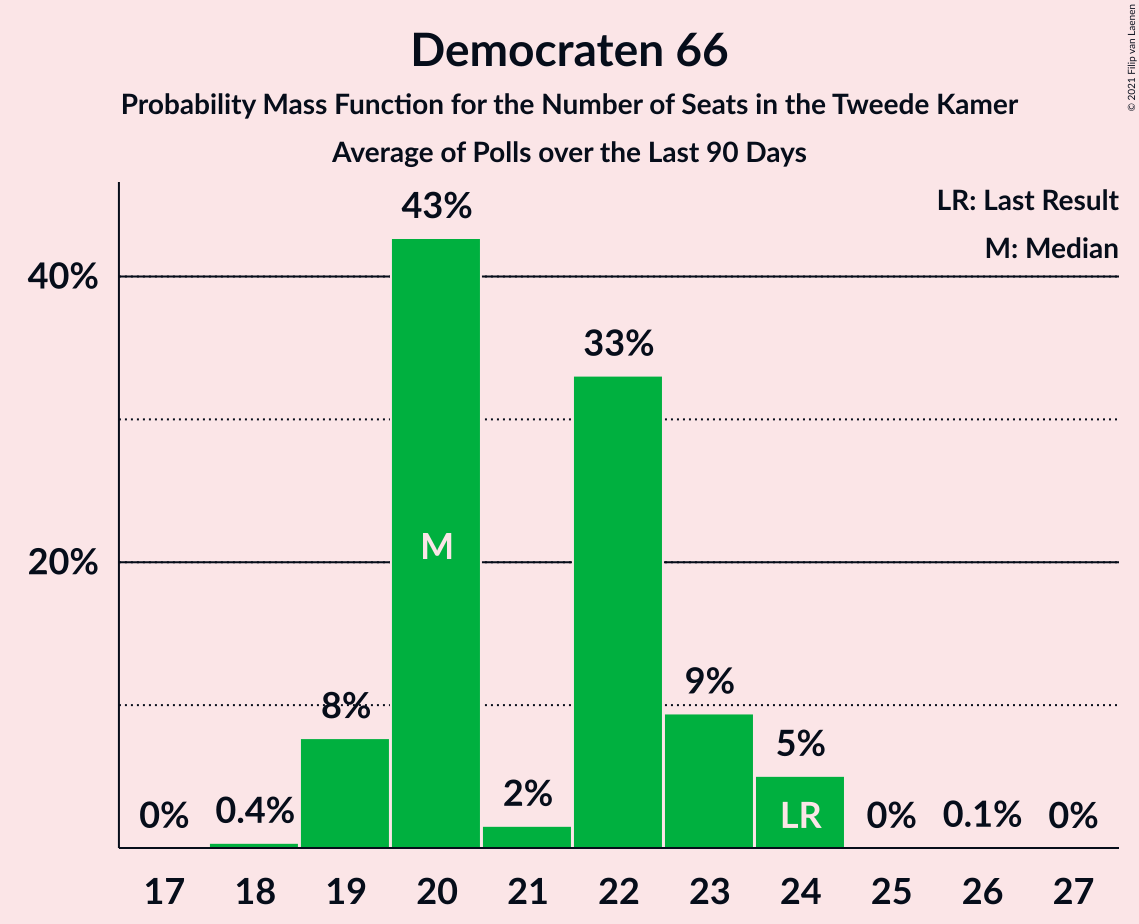 Democraten 66
Probability Mass Function for the Number of Seats in the Tweede Kamer
Average of Polls over the Last 90 Days
© 2021 Filip van Laenen
LR: Last Result
M: Median
43%
40%
33%
M
20%
9%
8%
5%
2%
0% 0.4% LR 0% 0.1% 0%
17 18 19 20 21 22 23 24 25 26 27